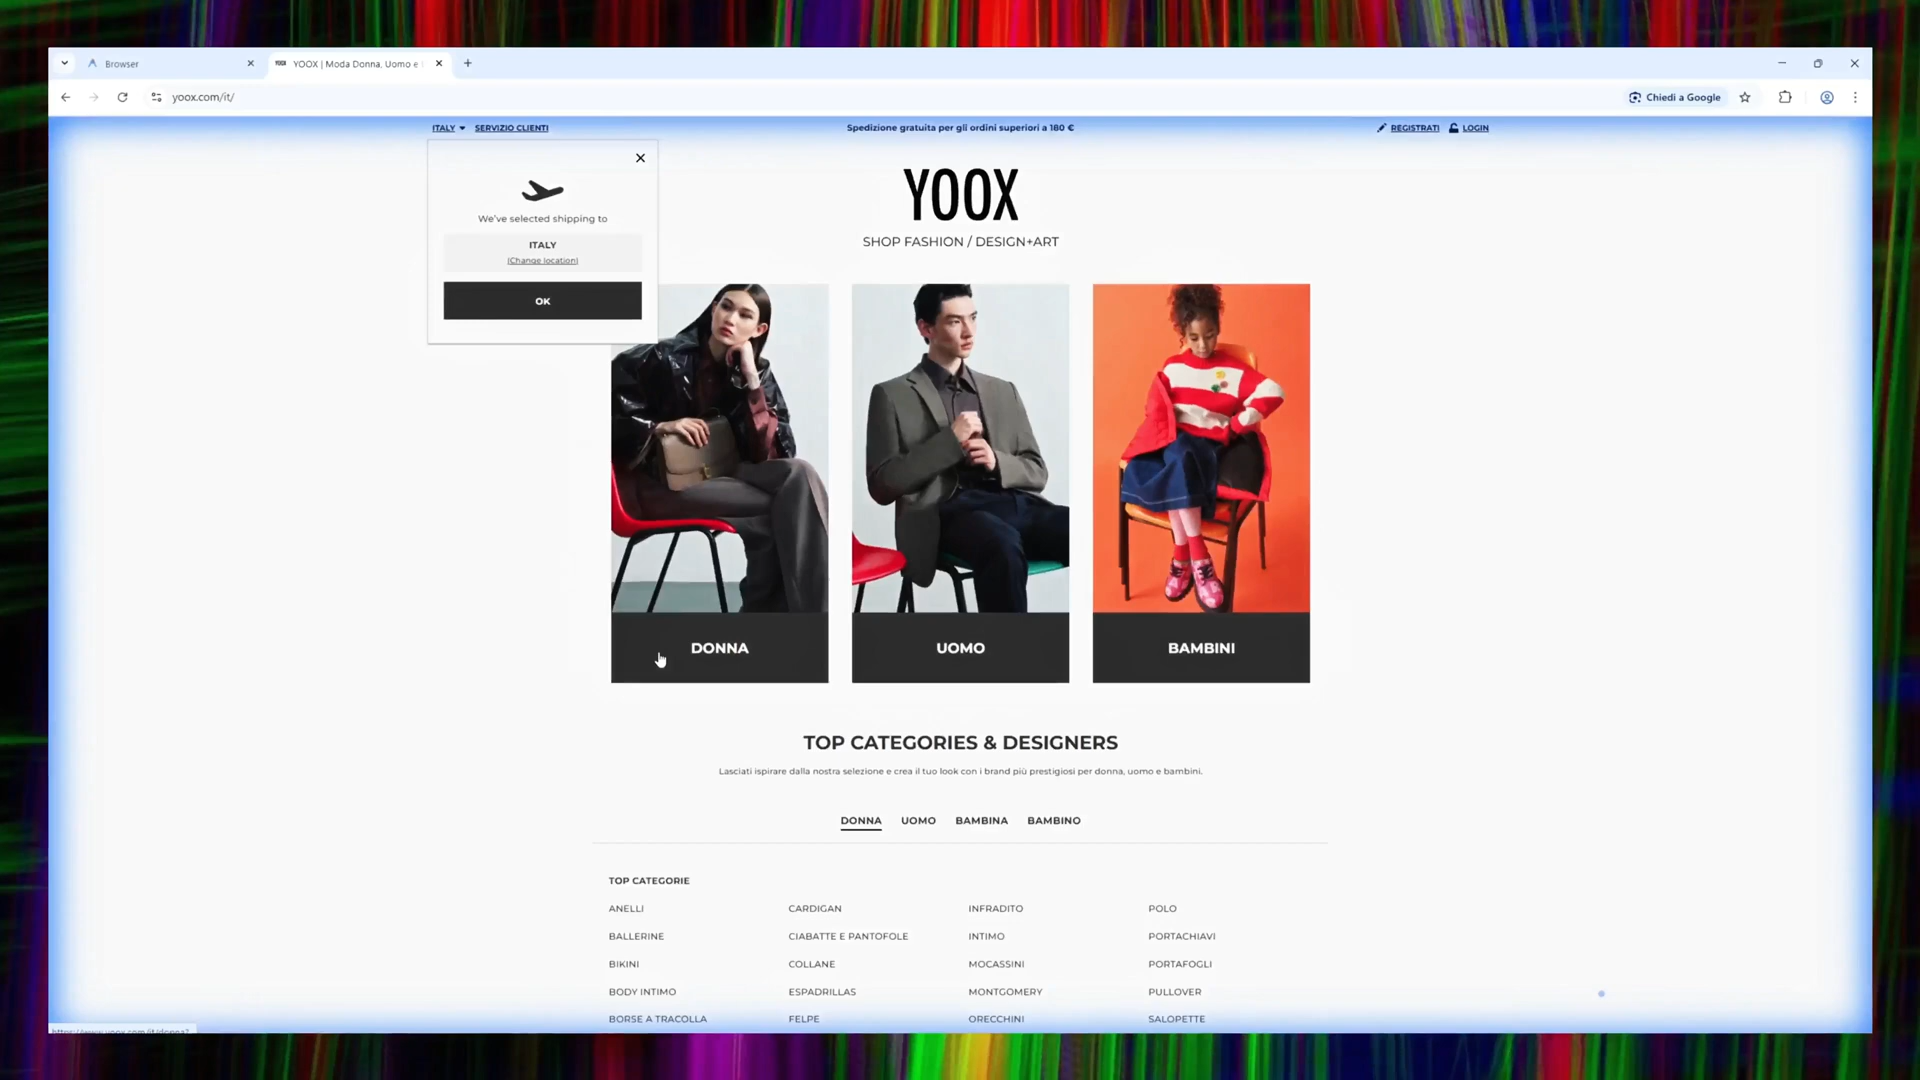 Browser
YOOX | Moda Donna, Uomo e
yoox.com/it/
Chiedi a Google
ITALY
SERVIZIO CLIENTI
Spedizione gratuita per gli ordini superiori a 180 €
REGISTRATI
LOGIN
We've selected shipping to
ITALY
(Change location)
OK
YOOX
SHOP FASHION / DESIGN+ART
DONNA
UOMO
BAMBINI
TOP CATEGORIES & DESIGNERS
Lasciati ispirare dalla nostra selezione e crea il tuo look con i brand più prestigiosi per donna, uomo e bambini.
DONNA UOMO BAMBINA BAMBINO
TOP CATEGORIE
ANELLI CARDIGAN INFRADITO POLO
BALLERINE CIABATTE E PANTOFOLE INTIMO PORTACHIAVI
BIKINI COLLANE MOCASSINI PORTAFOGLI
BODY INTIMO ESPADRILLAS MONTGOMERY PULLOVER
BORSE A TRACOLLA FELPE ORECCHINI SALOPETTE